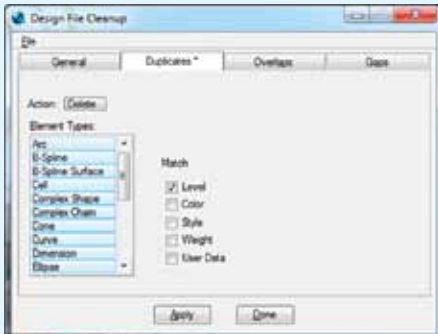 Design File Cleanup
File
General Duplicates * Overlaps Gaps
Action: Delete...
Element Types:
Arc
B-Spline
B-Spline Surface
Cell
Complex Shape
Complex Chain
Cone
Curve
Dimension
Ellipse
Match
Level
Color
Style
Weight
User Data
Apply Done